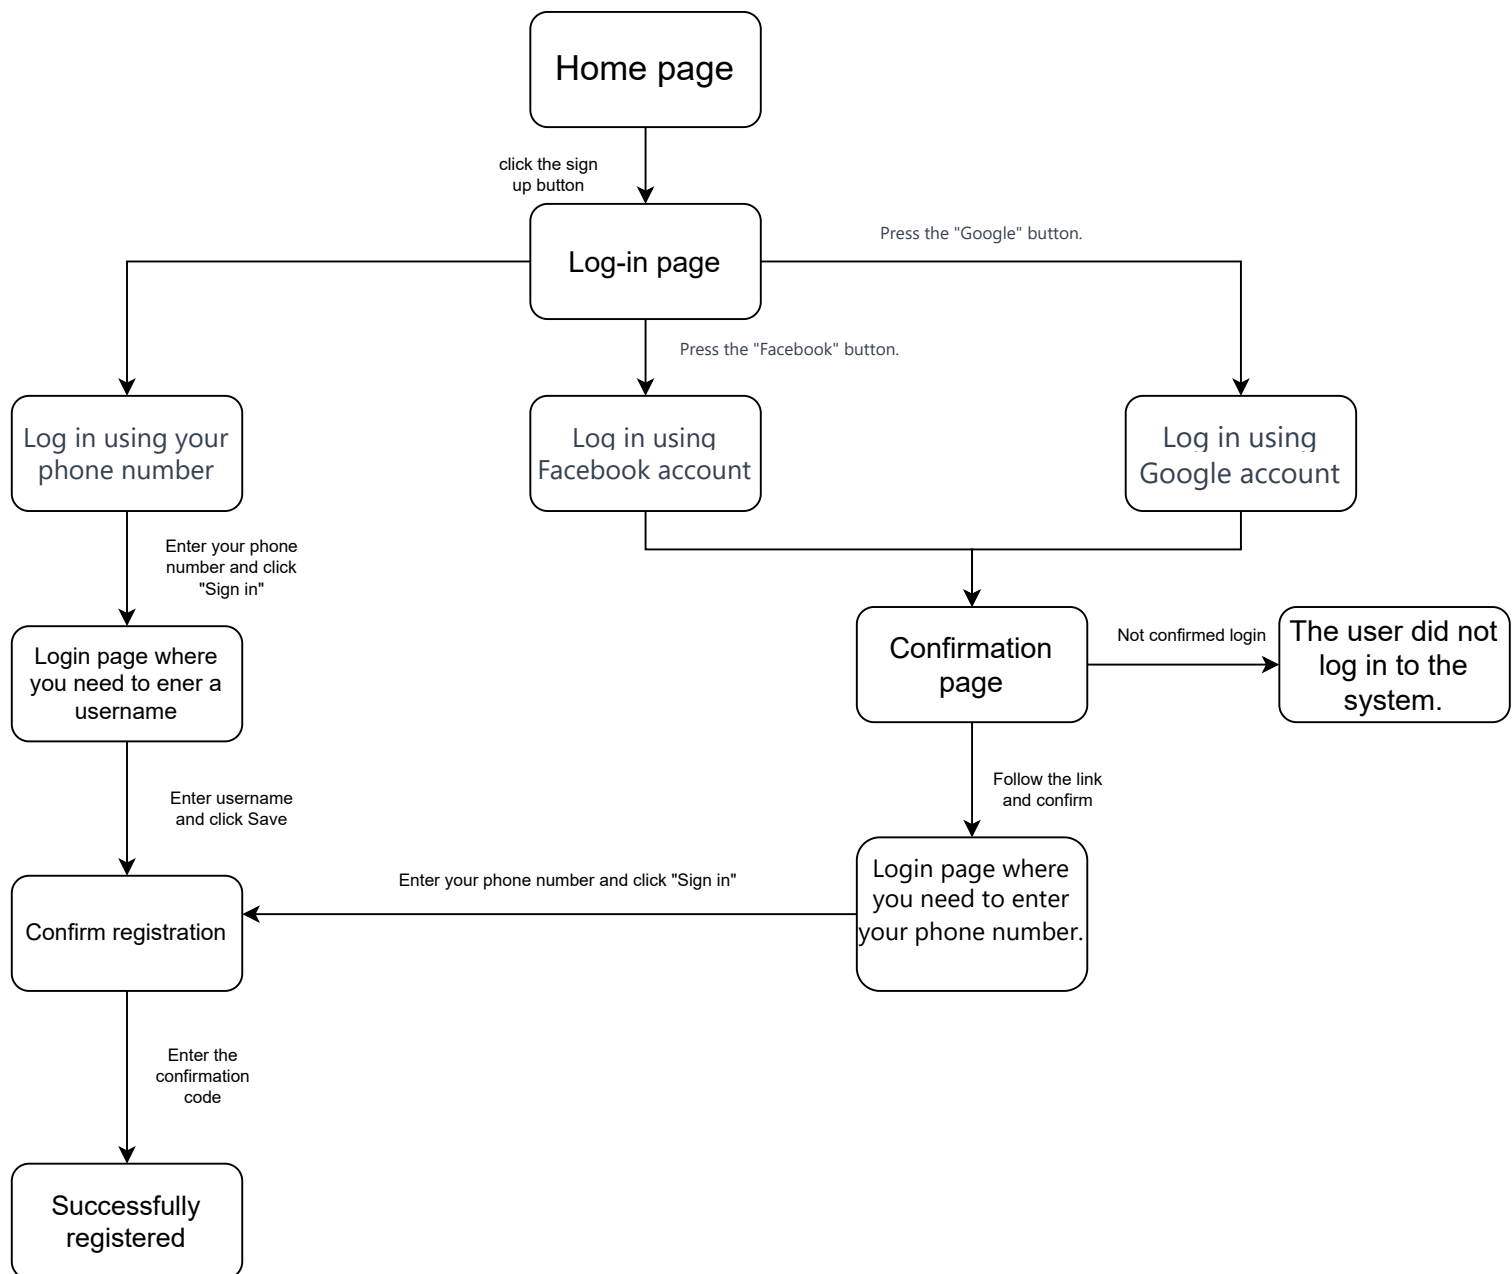 Home page
click the sign
up button
Log-in page
Press the "Google" button.
Press the "Facebook" button.
Log in using your
phone number
Log in using
Facebook account
Log in using
Google account
Enter your phone
number and click
"Sign in"
Login page where
you need to ener a
username
Confirmation
page
Not confirmed login
The user did not
log in to the
system.
Enter username
and click Save
Follow the link
and confirm
Confirm registration
Enter your phone number and click "Sign in"
Login page where
you need to enter
your phone number.
Enter the
confirmation
code
Successfully
registered